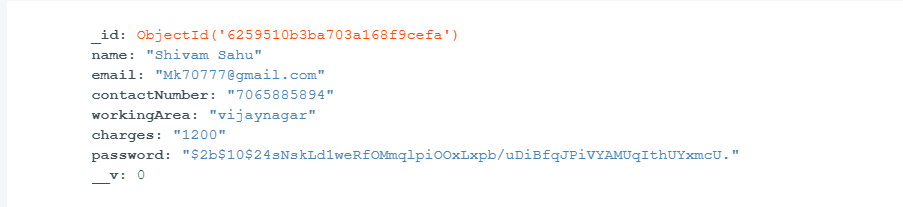 _id: ObjectId('6259510b3ba703a168f9cefa')
name: "Shivam Sahu"
email: "Mk70777@gmail.com"
contactNumber: "7065885894"
workingArea: "vijaynagar"
charges: "1200"
password: "$2b$10$24sNskLd1weRfOMmqlpiOOxLxpb/uDiBfqJPiVYAMUqIthUYxmcU."
__v: 0